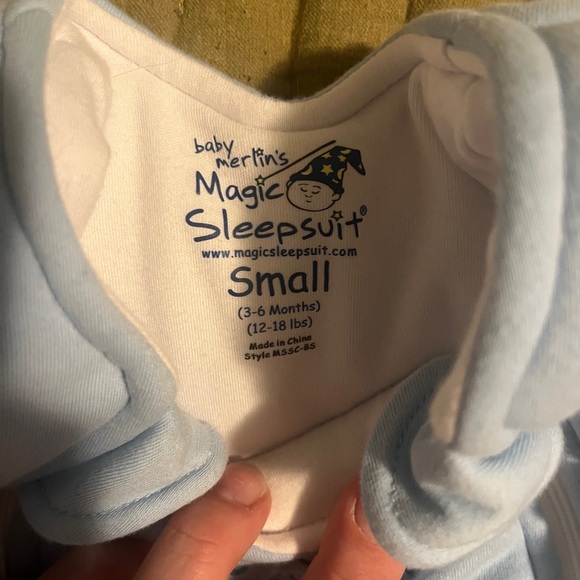 baby
merlin's
Magic
Sleepsuit®
www.magicsleepsuit.com
Small
(3-6 Months)
(12-18 lbs)
Made in China
Style MSSC-BS